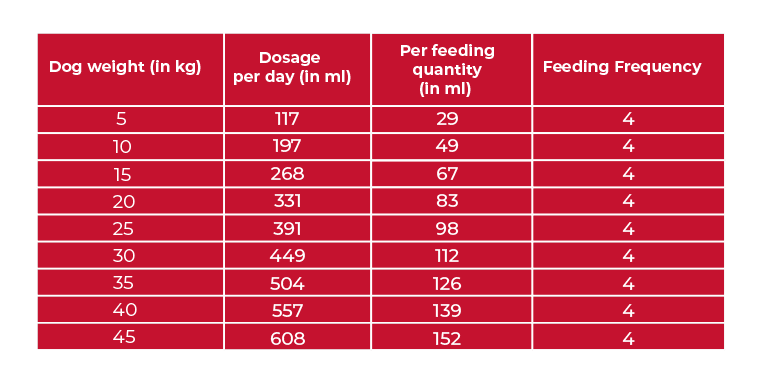 Dog weight (in kg) Dosage per day (in ml) Per feeding quantity (in ml) Feeding Frequency
5 117 29 4
10 197 49 4
15 268 67 4
20 331 83 4
25 391 98 4
30 449 112 4
35 504 126 4
40 557 139 4
45 608 152 4